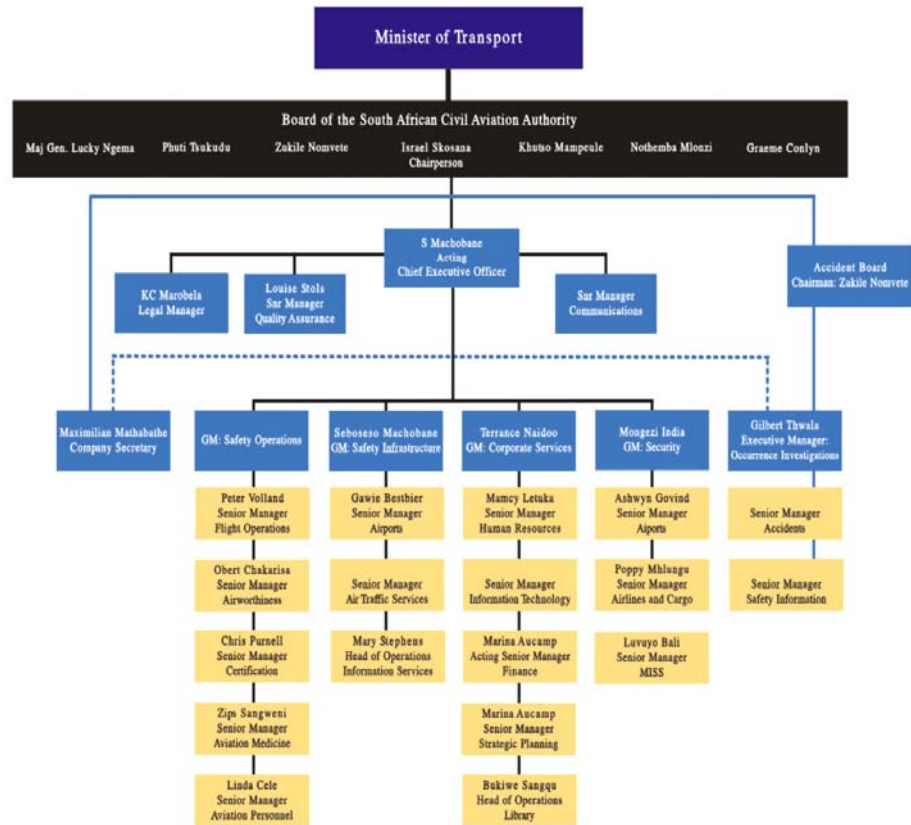 Minister of Transport
Board of the South African Civil Aviation Authority
Maj Gen. Lucky Ngema
Phuti Tsukudu
Zukile Nomvete
Israel Skosana
Chairperson
Khutso Mampeule
Nothemba Mlonzi
Graeme Conlyn
S Machobane
Acting
Chief Executive Officer
Accident Board
Chairman: Zukile Nomvete
KC Marobela
Legal Manager
Louise Stols
Snr Manager
Quality Assurance
Snr Manager
Communications
Maximilian Mathabathe
Company Secretary
GM: Safety Operations
Seboseso Machobane
GM: Safety Infrastructure
Terrance Naidoo
GM: Corporate Services
Mongezi India
GM: Security
Gilbert Thwala
Executive Manager:
Occurrence Investigations
Peter Volland
Senior Manager
Flight Operations
Gawie Bestbier
Senior Manager
Airports
Mamcy Letuka
Senior Manager
Human Resources
Ashwyn Govind
Senior Manager
Aiports
Senior Manager
Accidents
Obert Chakarisa
Senior Manager
Airworthiness
Senior Manager
Air Traffic Services
Senior Manager
Information Technology
Poppy Mhlungu
Senior Manager
Airlines and Cargo
Senior Manager
Safety Information
Chris Purnell
Senior Manager
Certification
Mary Stephens
Head of Operations
Information Services
Marina Aucamp
Acting Senior Manager
Finance
Luvuyo Bali
Senior Manager
MISS
Zips Sangweni
Senior Manager
Aviation Medicine
Marina Aucamp
Senior Manager
Strategic Planning
Linda Cele
Senior Manager
Aviation Personnel
Bukiwe Sangqu
Head of Operations
Library